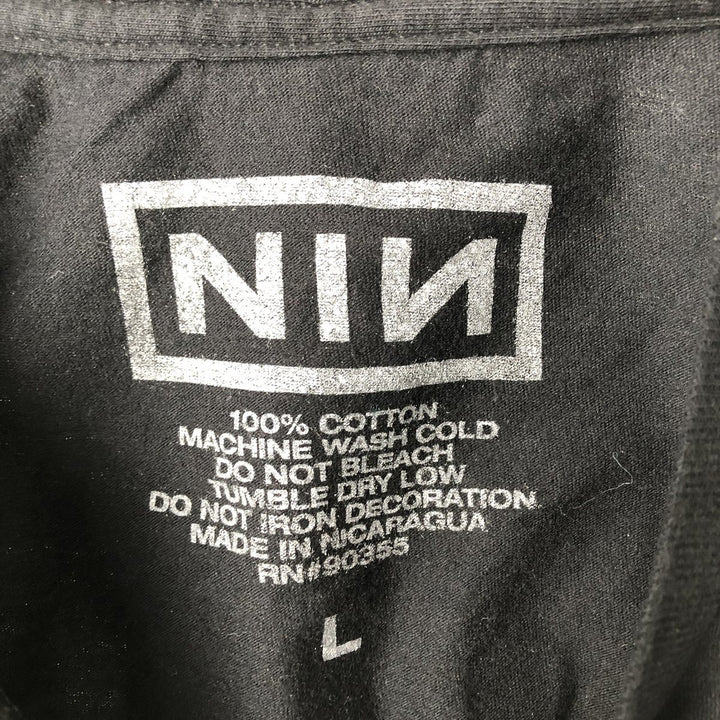 NIИ
100% COTTON
MACHINE WASH COLD
DO NOT BLEACH
TUMBLE DRY LOW
DO NOT IRON DECORATION
MADE IN NICARAGUA
RN#90355
L